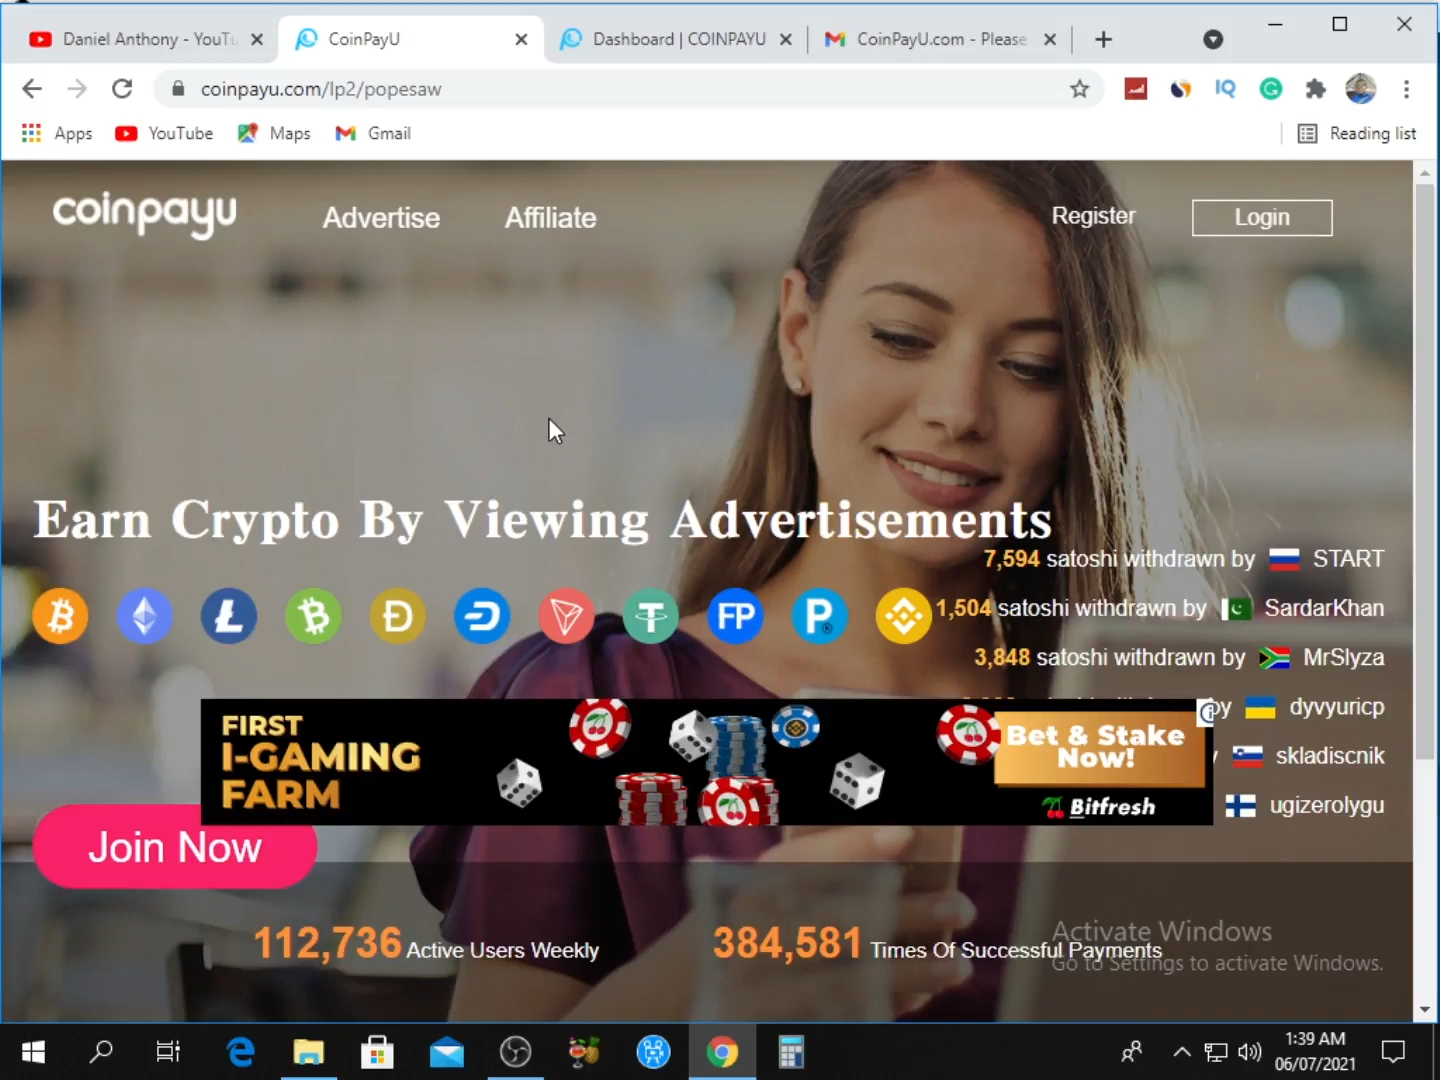 Daniel Anthony - YouTu
CoinPayU
Dashboard | COINPAYU
CoinPayU.com - Please
coinpayu.com/lp2/popesaw
IQ
Apps
YouTube
Maps
Gmail
Reading list
coinpayu
Advertise
Affiliate
Register
Login
Earn Crypto By Viewing Advertisements
7,594 satoshi withdrawn by START
1,504 satoshi withdrawn by SardarKhan
3,848 satoshi withdrawn by MrSlyza
by dyvyuricp
skladiscnik
ugizerolygu
FP
FIRST
I-GAMING
FARM
Bet & Stake
Now!
Bitfresh
Join Now
112,736 Active Users Weekly
384,581 Times Of Successful Payments
Activate Windows
Go to Settings to activate Windows.
1:39 AM
06/07/2021